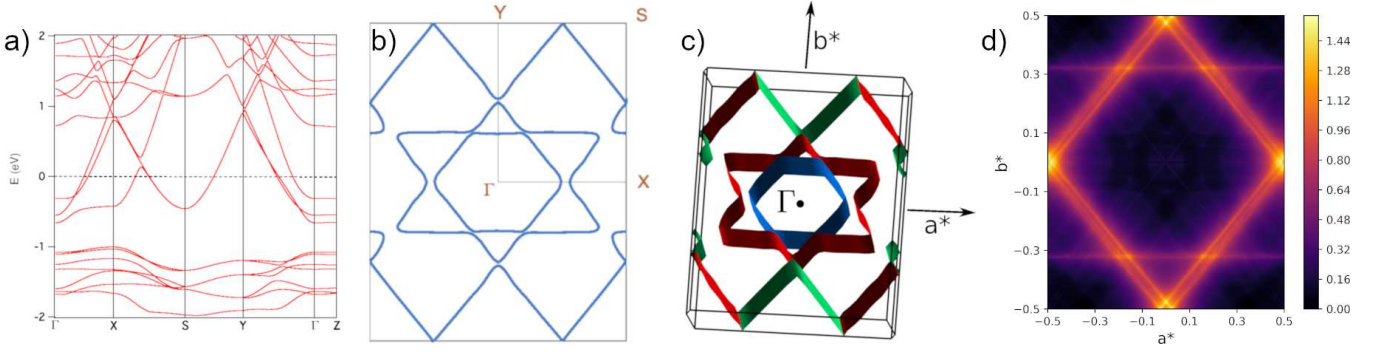 a)
2
1
0
-1
-2
E (eV)
Γ X S Y Γ Z
b)
Y S
Γ X
c)
b*
Γ
a*
d)
0.5
0.3
0.1
-0.1
-0.3
-0.5
b*
-0.5 -0.3 -0.1 0.1 0.3 0.5
a*
1.44
1.28
1.12
0.96
0.80
0.64
0.48
0.32
0.16
0.00